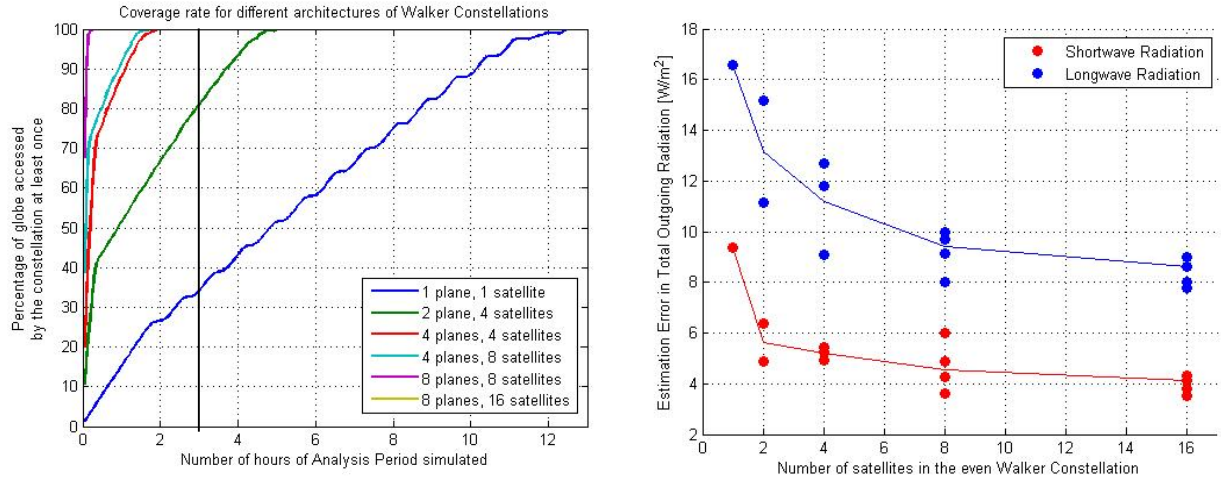 Coverage rate for different architectures of Walker Constellations
Percentage of globe accessed
by the constellation at least once
100
90
80
70
60
50
40
30
20
10
0
0
2
4
6
8
10
12
Number of hours of Analysis Period simulated
1 plane, 1 satellite
2 plane, 4 satellites
4 planes, 4 satellites
4 planes, 8 satellites
8 planes, 8 satellites
8 planes, 16 satellites
Estimation Error in Total Outgoing Radiation [W/m²]
18
16
14
12
10
8
6
4
2
0
2
4
6
8
10
12
14
16
Number of satellites in the even Walker Constellation
Shortwave Radiation
Longwave Radiation